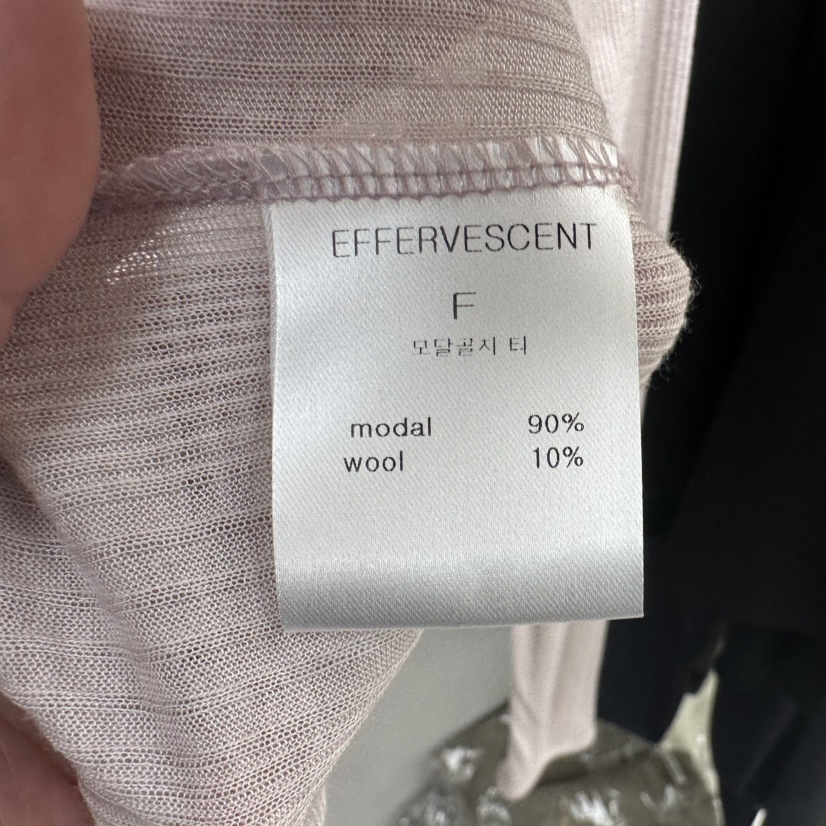 EFFERVESCENT
F
모달골지 티
modal 90%
wool 10%